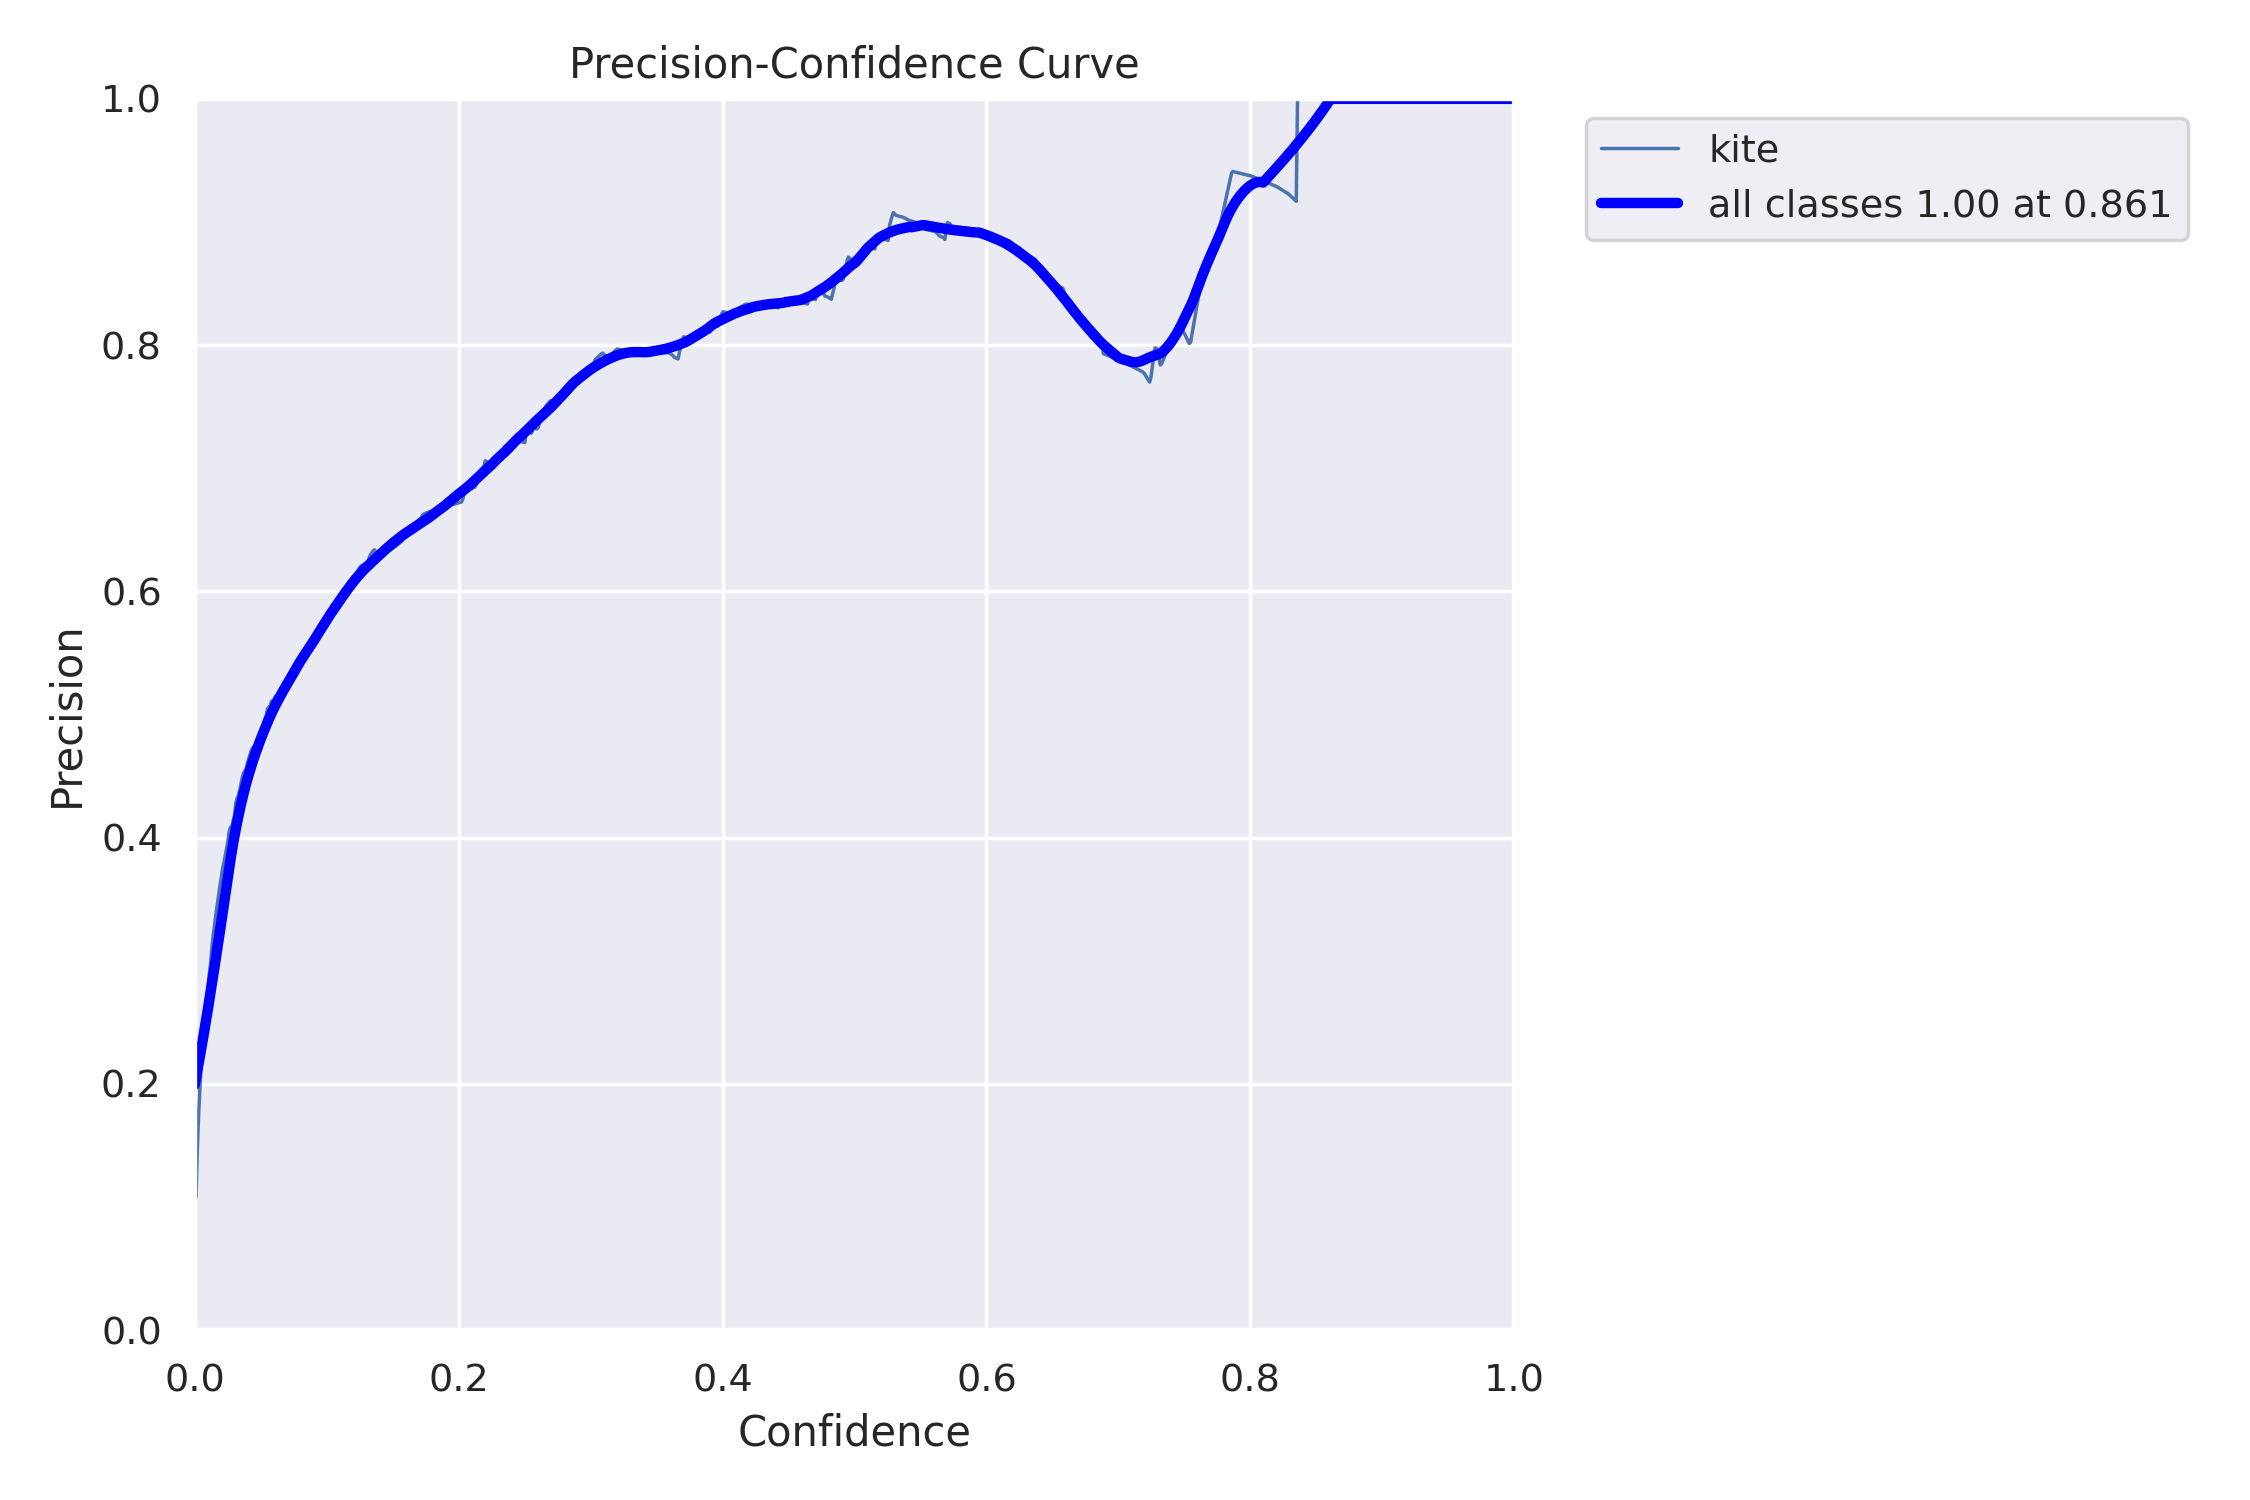 Precision-Confidence Curve
1.0
0.8
0.6
0.4
0.2
0.0
Precision
0.0 0.2 0.4 0.6 0.8 1.0
Confidence
kite
all classes 1.00 at 0.861